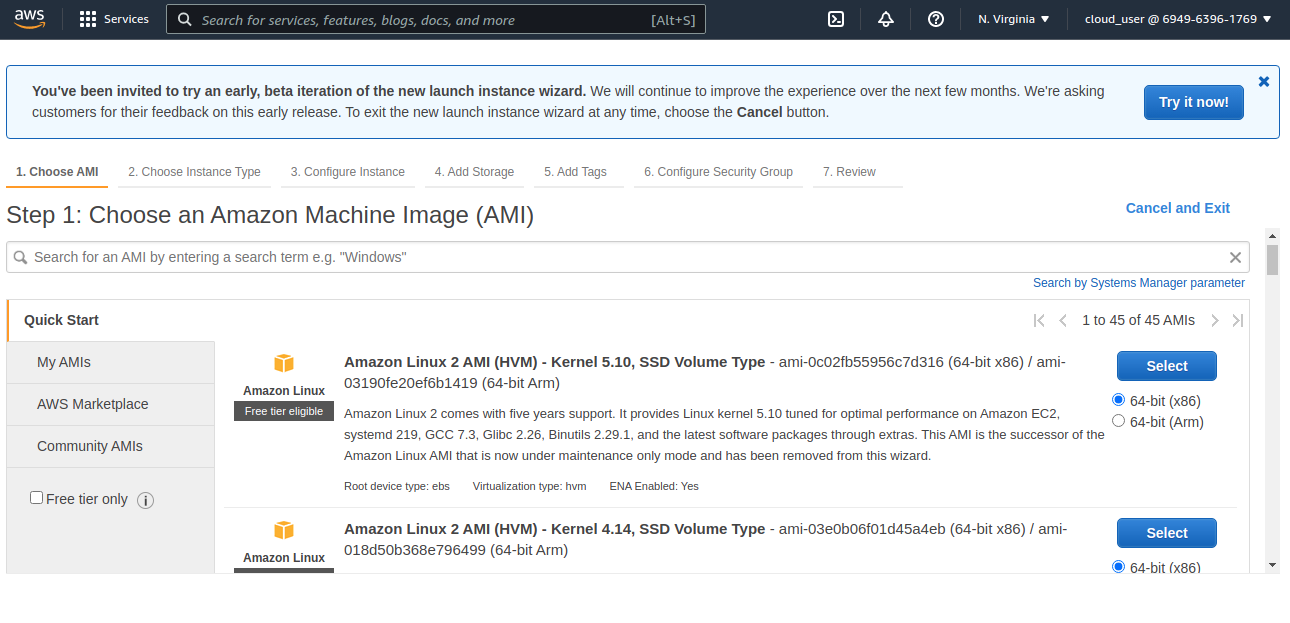 aws Services Search for services, features, blogs, docs, and more [Alt+S] N. Virginia ▼ cloud_user @ 6949-6396-1769 ▼
You've been invited to try an early, beta iteration of the new launch instance wizard. We will continue to improve the experience over the next few months. We're asking
customers for their feedback on this early release. To exit the new launch instance wizard at any time, choose the Cancel button.
Try it now!
1. Choose AMI 2. Choose Instance Type 3. Configure Instance 4. Add Storage 5. Add Tags 6. Configure Security Group 7. Review
Step 1: Choose an Amazon Machine Image (AMI)
Cancel and Exit
Search for an AMI by entering a search term e.g. "Windows"
Search by Systems Manager parameter
Quick Start
1 to 45 of 45 AMIs
My AMIs
AWS Marketplace
Community AMIs
Free tier only
Amazon Linux
Free tier eligible
Amazon Linux 2 AMI (HVM) - Kernel 5.10, SSD Volume Type - ami-0c02fb55956c7d316 (64-bit x86) / ami-
03190fe20ef6b1419 (64-bit Arm)
Amazon Linux 2 comes with five years support. It provides Linux kernel 5.10 tuned for optimal performance on Amazon EC2,
systemd 219, GCC 7.3, Glibc 2.26, Binutils 2.29.1, and the latest software packages through extras. This AMI is the successor of the
Amazon Linux AMI that is now under maintenance only mode and has been removed from this wizard.
Root device type: ebs Virtualization type: hvm ENA Enabled: Yes
Select
64-bit (x86)
64-bit (Arm)
Amazon Linux
Amazon Linux 2 AMI (HVM) - Kernel 4.14, SSD Volume Type - ami-03e0b06f01d45a4eb (64-bit x86) / ami-
018d50b368e796499 (64-bit Arm)
Select
64-bit (x86)